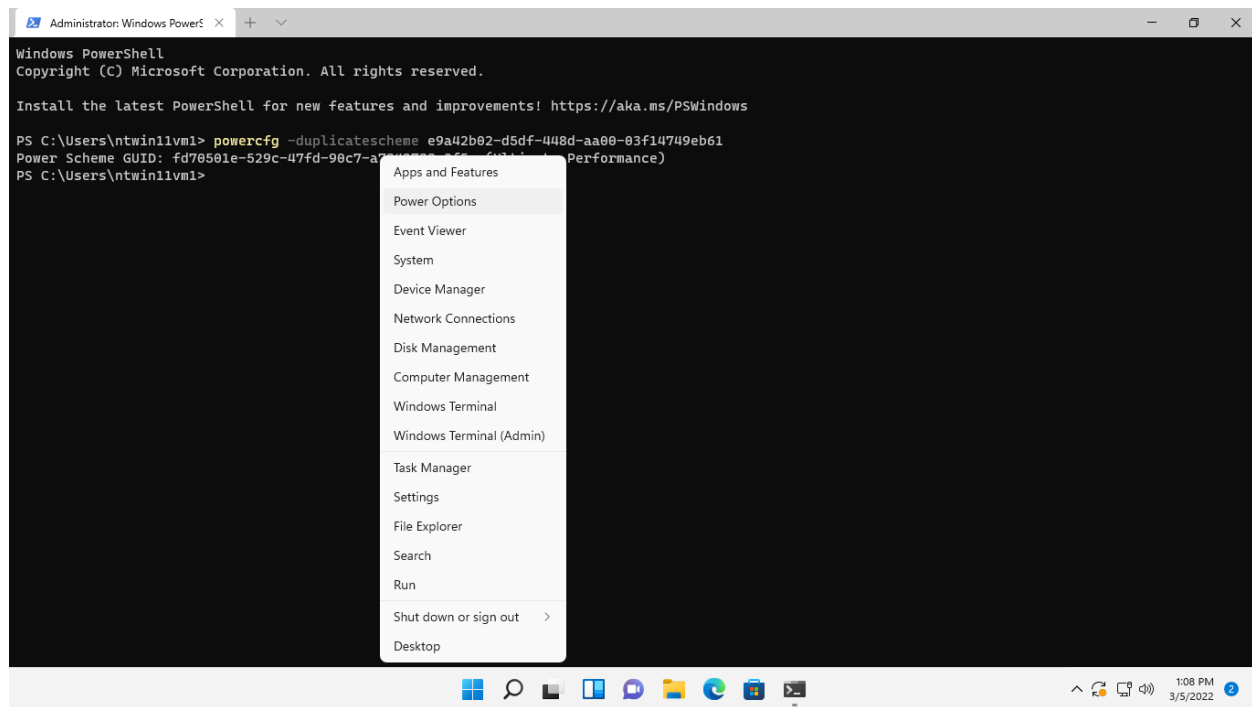 Administrator: Windows PowerS
Windows PowerShell
Copyright (C) Microsoft Corporation. All rights reserved.
Install the latest PowerShell for new features and improvements! https://aka.ms/PSWindows
PS C:\Users\ntwin11vm1> powercfg -duplicatescheme e9a42b02-d5df-448d-aa00-03f14749eb61
Power Scheme GUID: fd70501e-529c-47fd-90c7-a Performance)
PS C:\Users\ntwin11vm1>
Apps and Features
Power Options
Event Viewer
System
Device Manager
Network Connections
Disk Management
Computer Management
Windows Terminal
Windows Terminal (Admin)
Task Manager
Settings
File Explorer
Search
Run
Shut down or sign out
Desktop
1:08 PM
3/5/2022
2